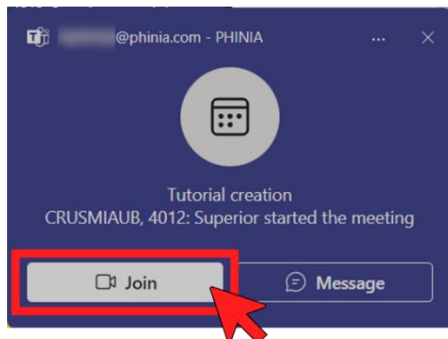 @phinia.com - PHINIA
Tutorial creation
CRUSMIAUB, 4012: Superior started the meeting
Join
Message